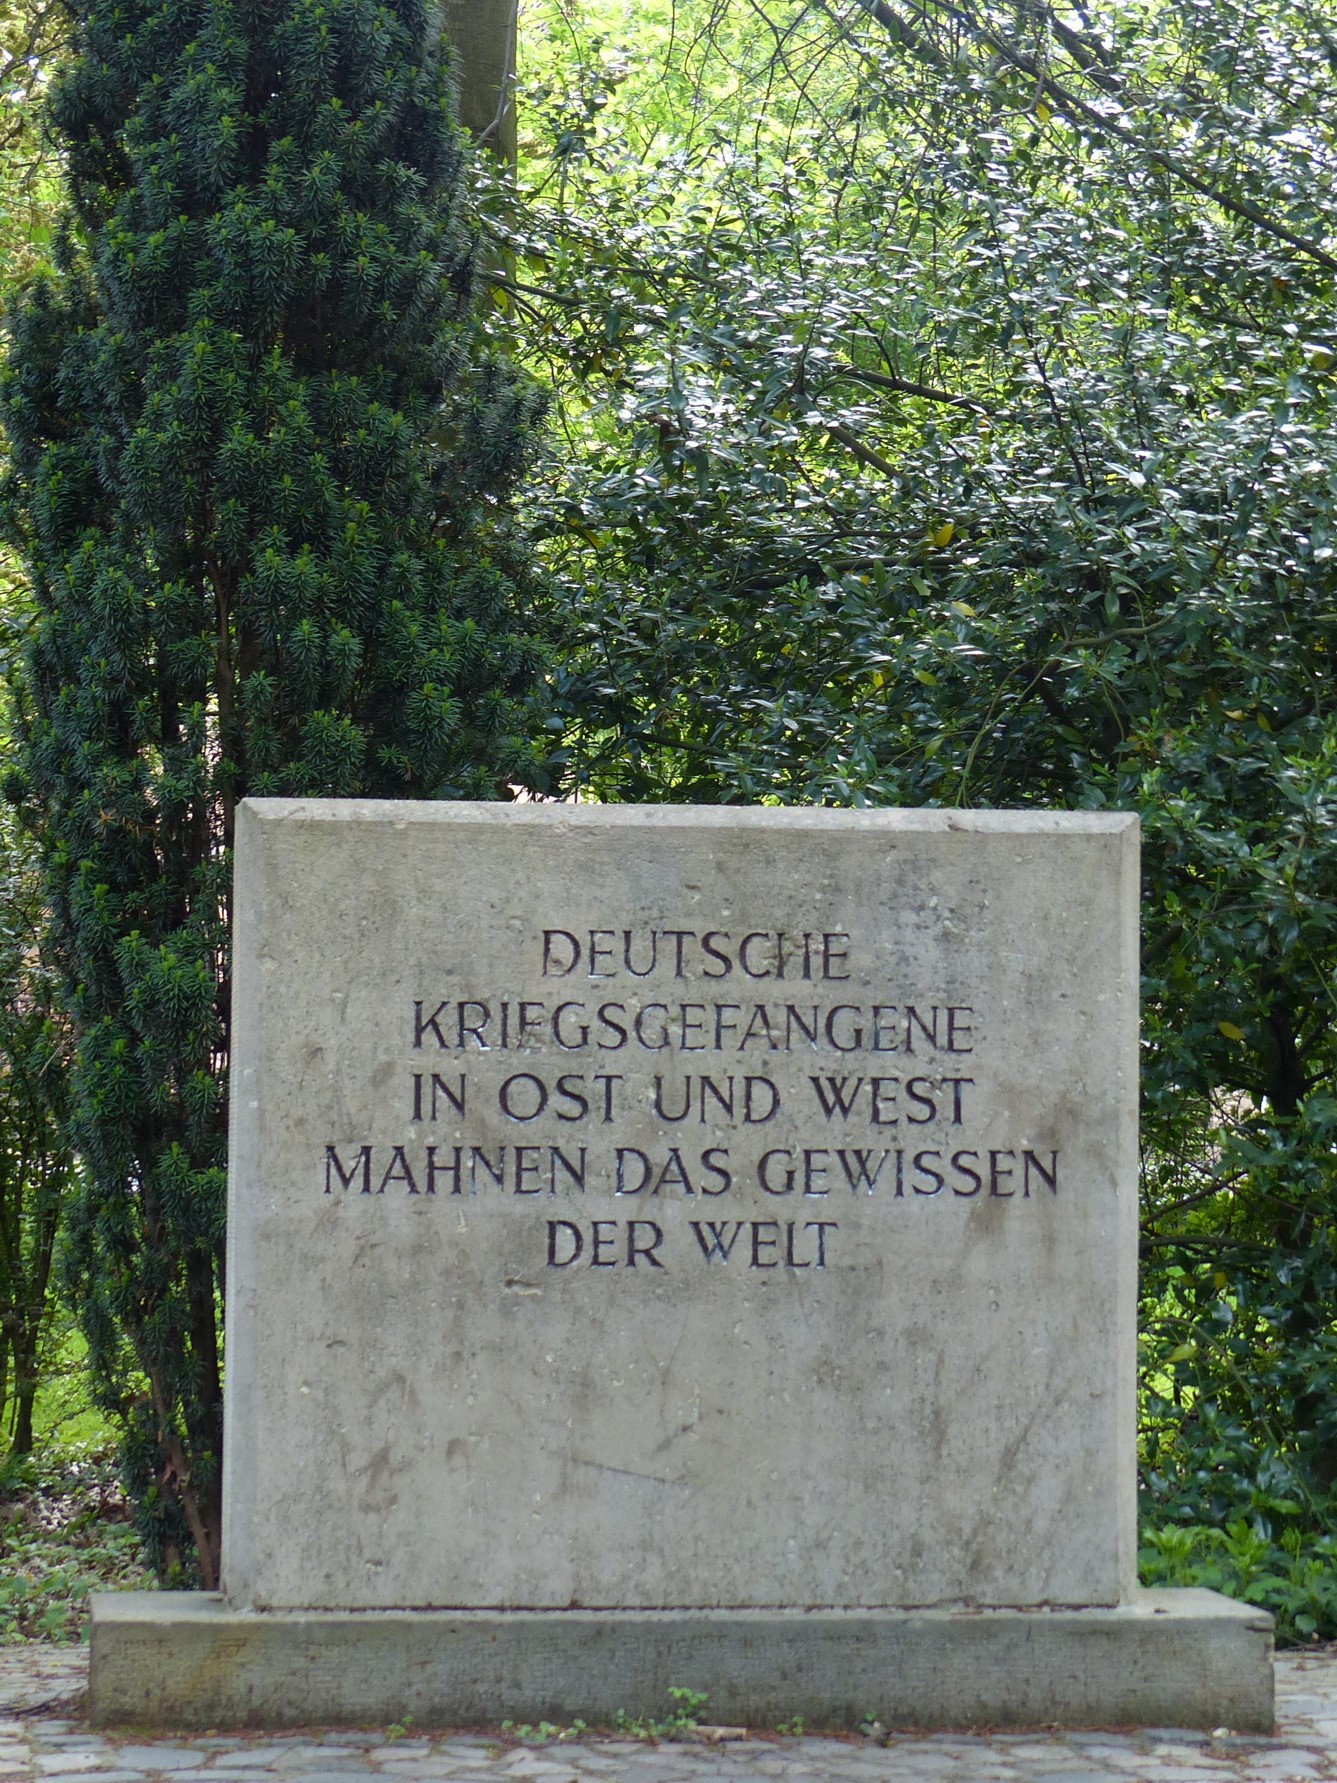 DEUTSCHE
KRIEGSGEFANGENE
IN OST UND WEST
MAHNEN DAS GEWISSEN
DER WELT